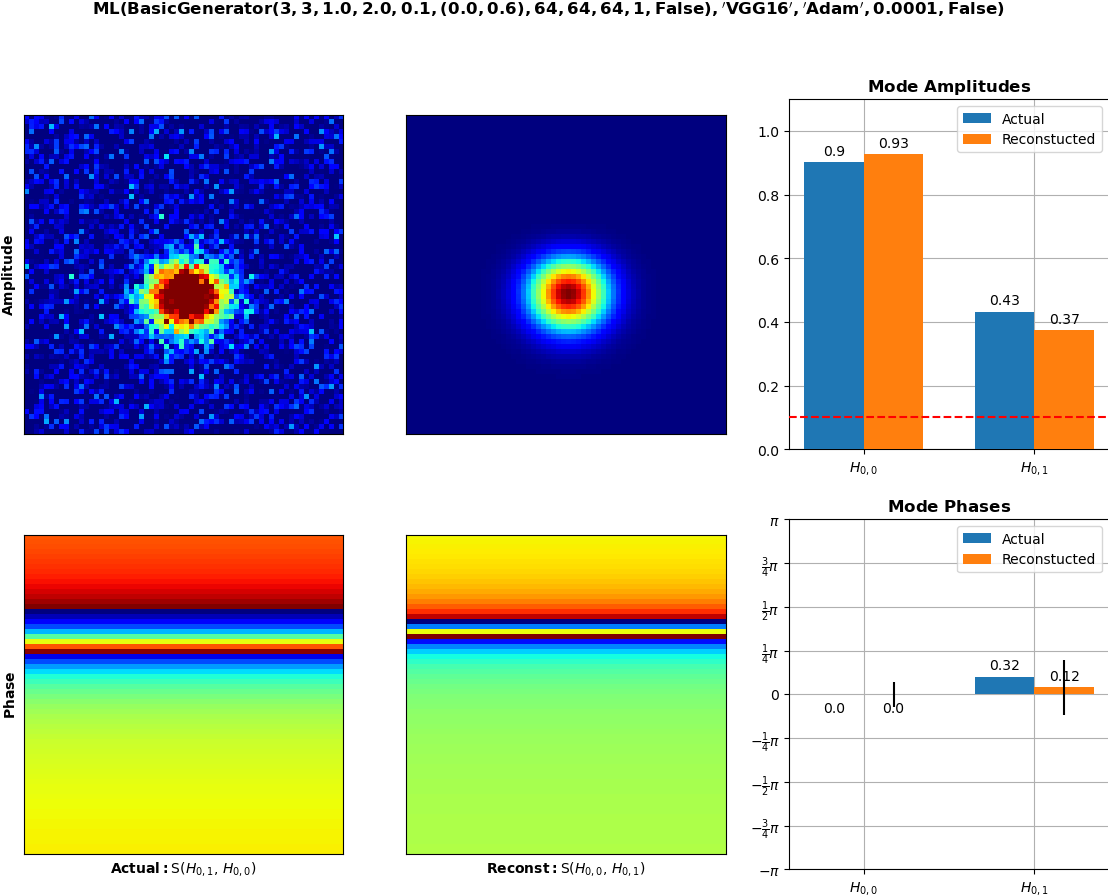 ML(BasicGenerator(3, 3, 1.0, 2.0, 0.1, (0.0, 0.6), 64, 64, 64, 1, False), 'VGG16', 'Adam', 0.0001, False)
Amplitude
Mode Amplitudes
Actual
Reconstucted
0.9
0.93
0.43
0.37
1.0
0.8
0.6
0.4
0.2
0.0
H0,0
H0,1
Phase
Actual: S(H0,1, H0,0)
Reconst: S(H0,0, H0,1)
Mode Phases
Actual
Reconstucted
π
3/4π
1/2π
1/4π
0
−1/4π
−1/2π
−3/4π
−π
0.0
0.0
0.32
0.12
H0,0
H0,1